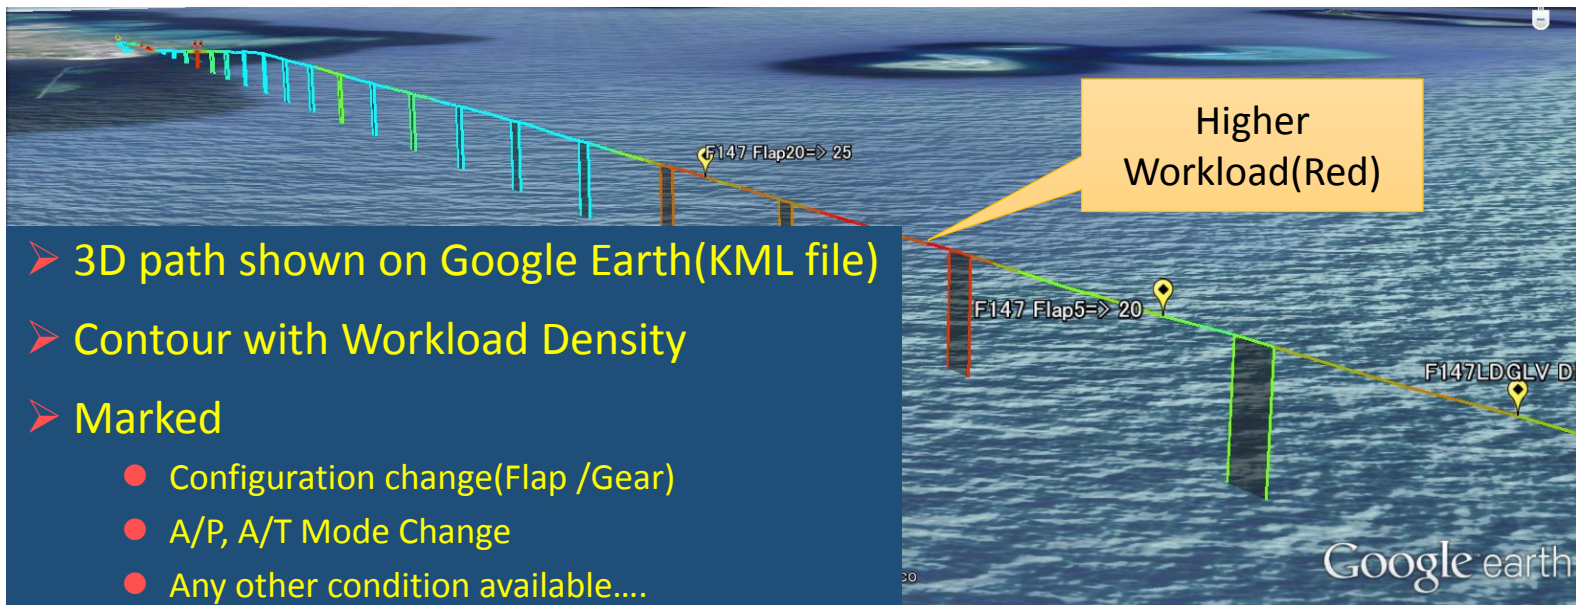 F147 Flap20=> 25
Higher
Workload(Red)
➢ 3D path shown on Google Earth(KML file)
F147 Flap5=> 20
➢ Contour with Workload Density
F147LDGLV D
➢ Marked
● Configuration change(Flap /Gear)
● A/P, A/T Mode Change
● Any other condition available....
Google earth